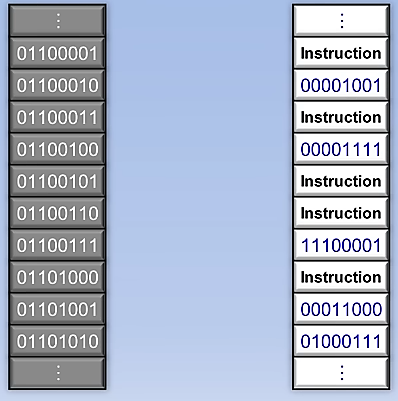 ⋮ ⋮
01100001 Instruction
01100010 00001001
01100011 Instruction
01100100 00001111
01100101 Instruction
01100110 Instruction
01100111 11100001
01101000 Instruction
01101001 00011000
01101010 01000111
⋮ ⋮